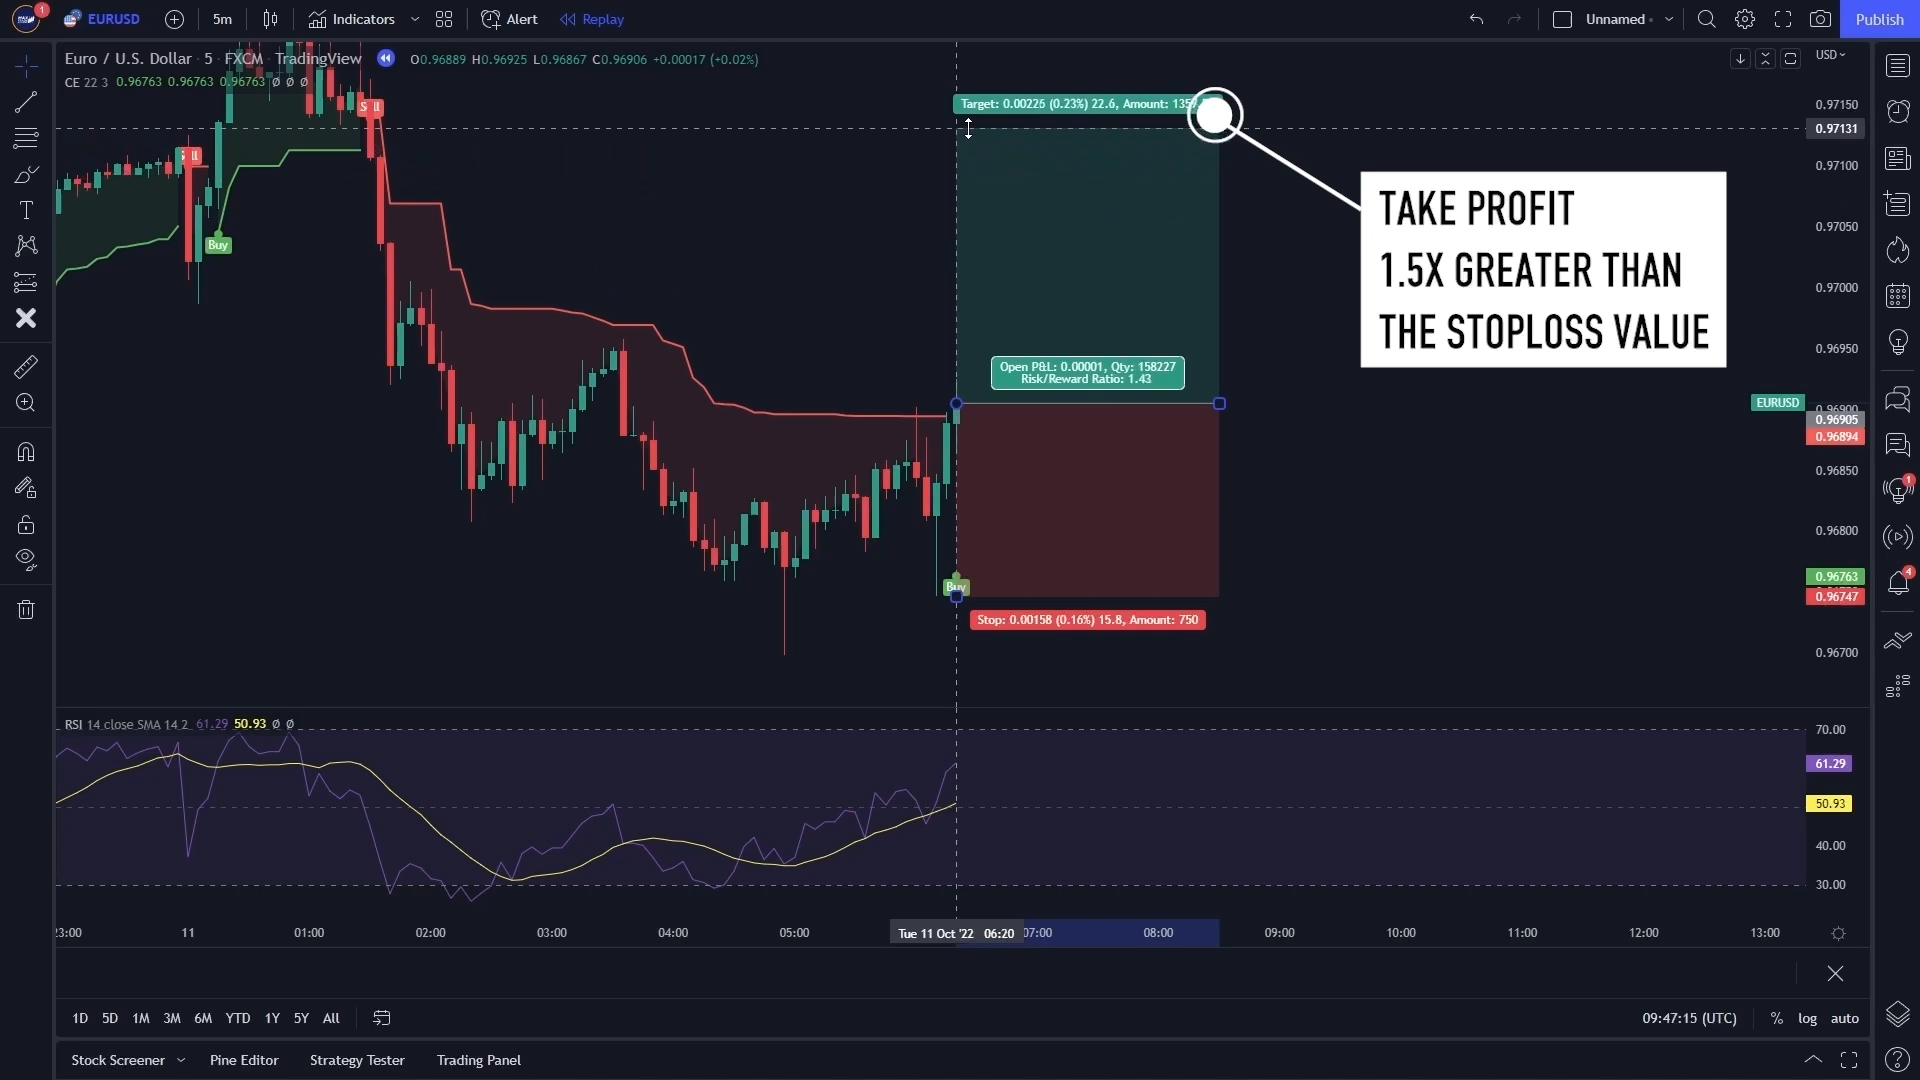 1
EURUSD
5m
Indicators
Alert
Replay
Unnamed
Publish
Euro / U.S. Dollar · 5 · FXCM · TradingView
O0.96889 H0.96925 L0.96867 C0.96906 +0.00017 (+0.02%)
USD
CE 22 3 0.96763 0.96763 0.96763 Ø Ø Ø
Sell
Buy
Target: 0.00226 (0.23%) 22.6, Amount:
TAKE PROFIT
1.5X GREATER THAN
THE STOPLOSS VALUE
Open P&L: 0.00001, Qty: 158227
Risk/Reward Ratio: 1.43
Buy
Stop: 0.00158 (0.16%) 15.8, Amount: 750
0.97150
0.97131
0.97100
0.97050
0.97000
0.96950
EURUSD
0.96900
0.96905
0.96894
0.96850
0.96800
0.96763
0.96747
0.96700
1
4
RSI 14 close SMA 14 2 61.29 50.93 Ø Ø
70.00
61.29
50.93
40.00
30.00
23:00
11
01:00
02:00
03:00
04:00
05:00
Tue 11 Oct '22 06:20
07:00
08:00
09:00
10:00
11:00
12:00
13:00
1D 5D 1M 3M 6M YTD 1Y 5Y All
09:47:15 (UTC)
%
log
auto
Stock Screener
Pine Editor
Strategy Tester
Trading Panel